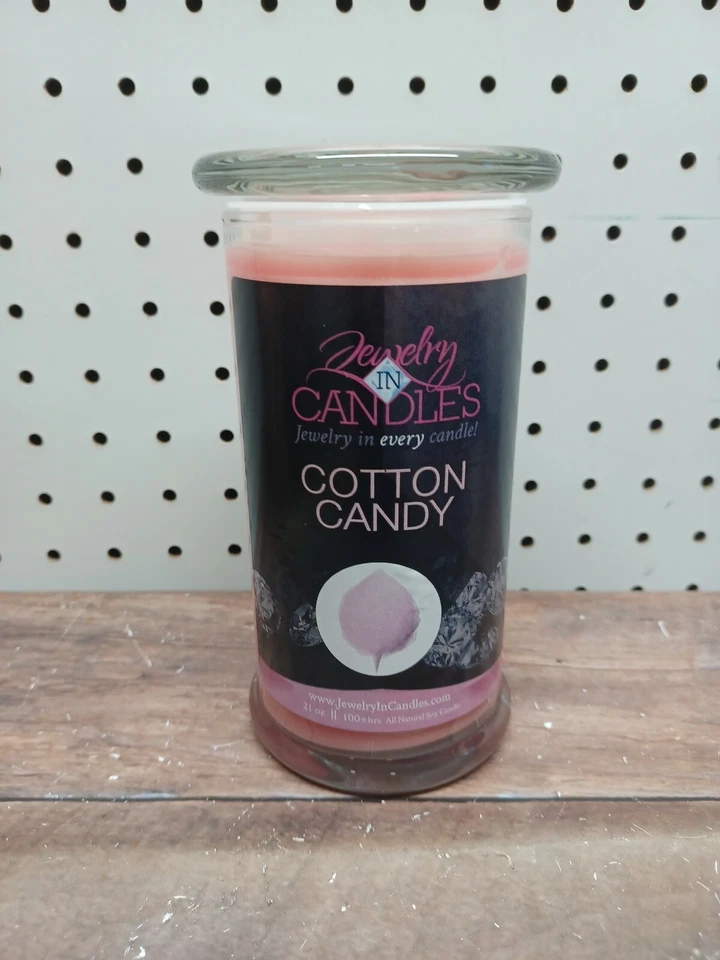 Jewelry
IN
CANDLES
Jewelry in every candle!
COTTON
CANDY
www.JewelryInCandles.com
21 oz || 100+hrs All Natural Soy Candle